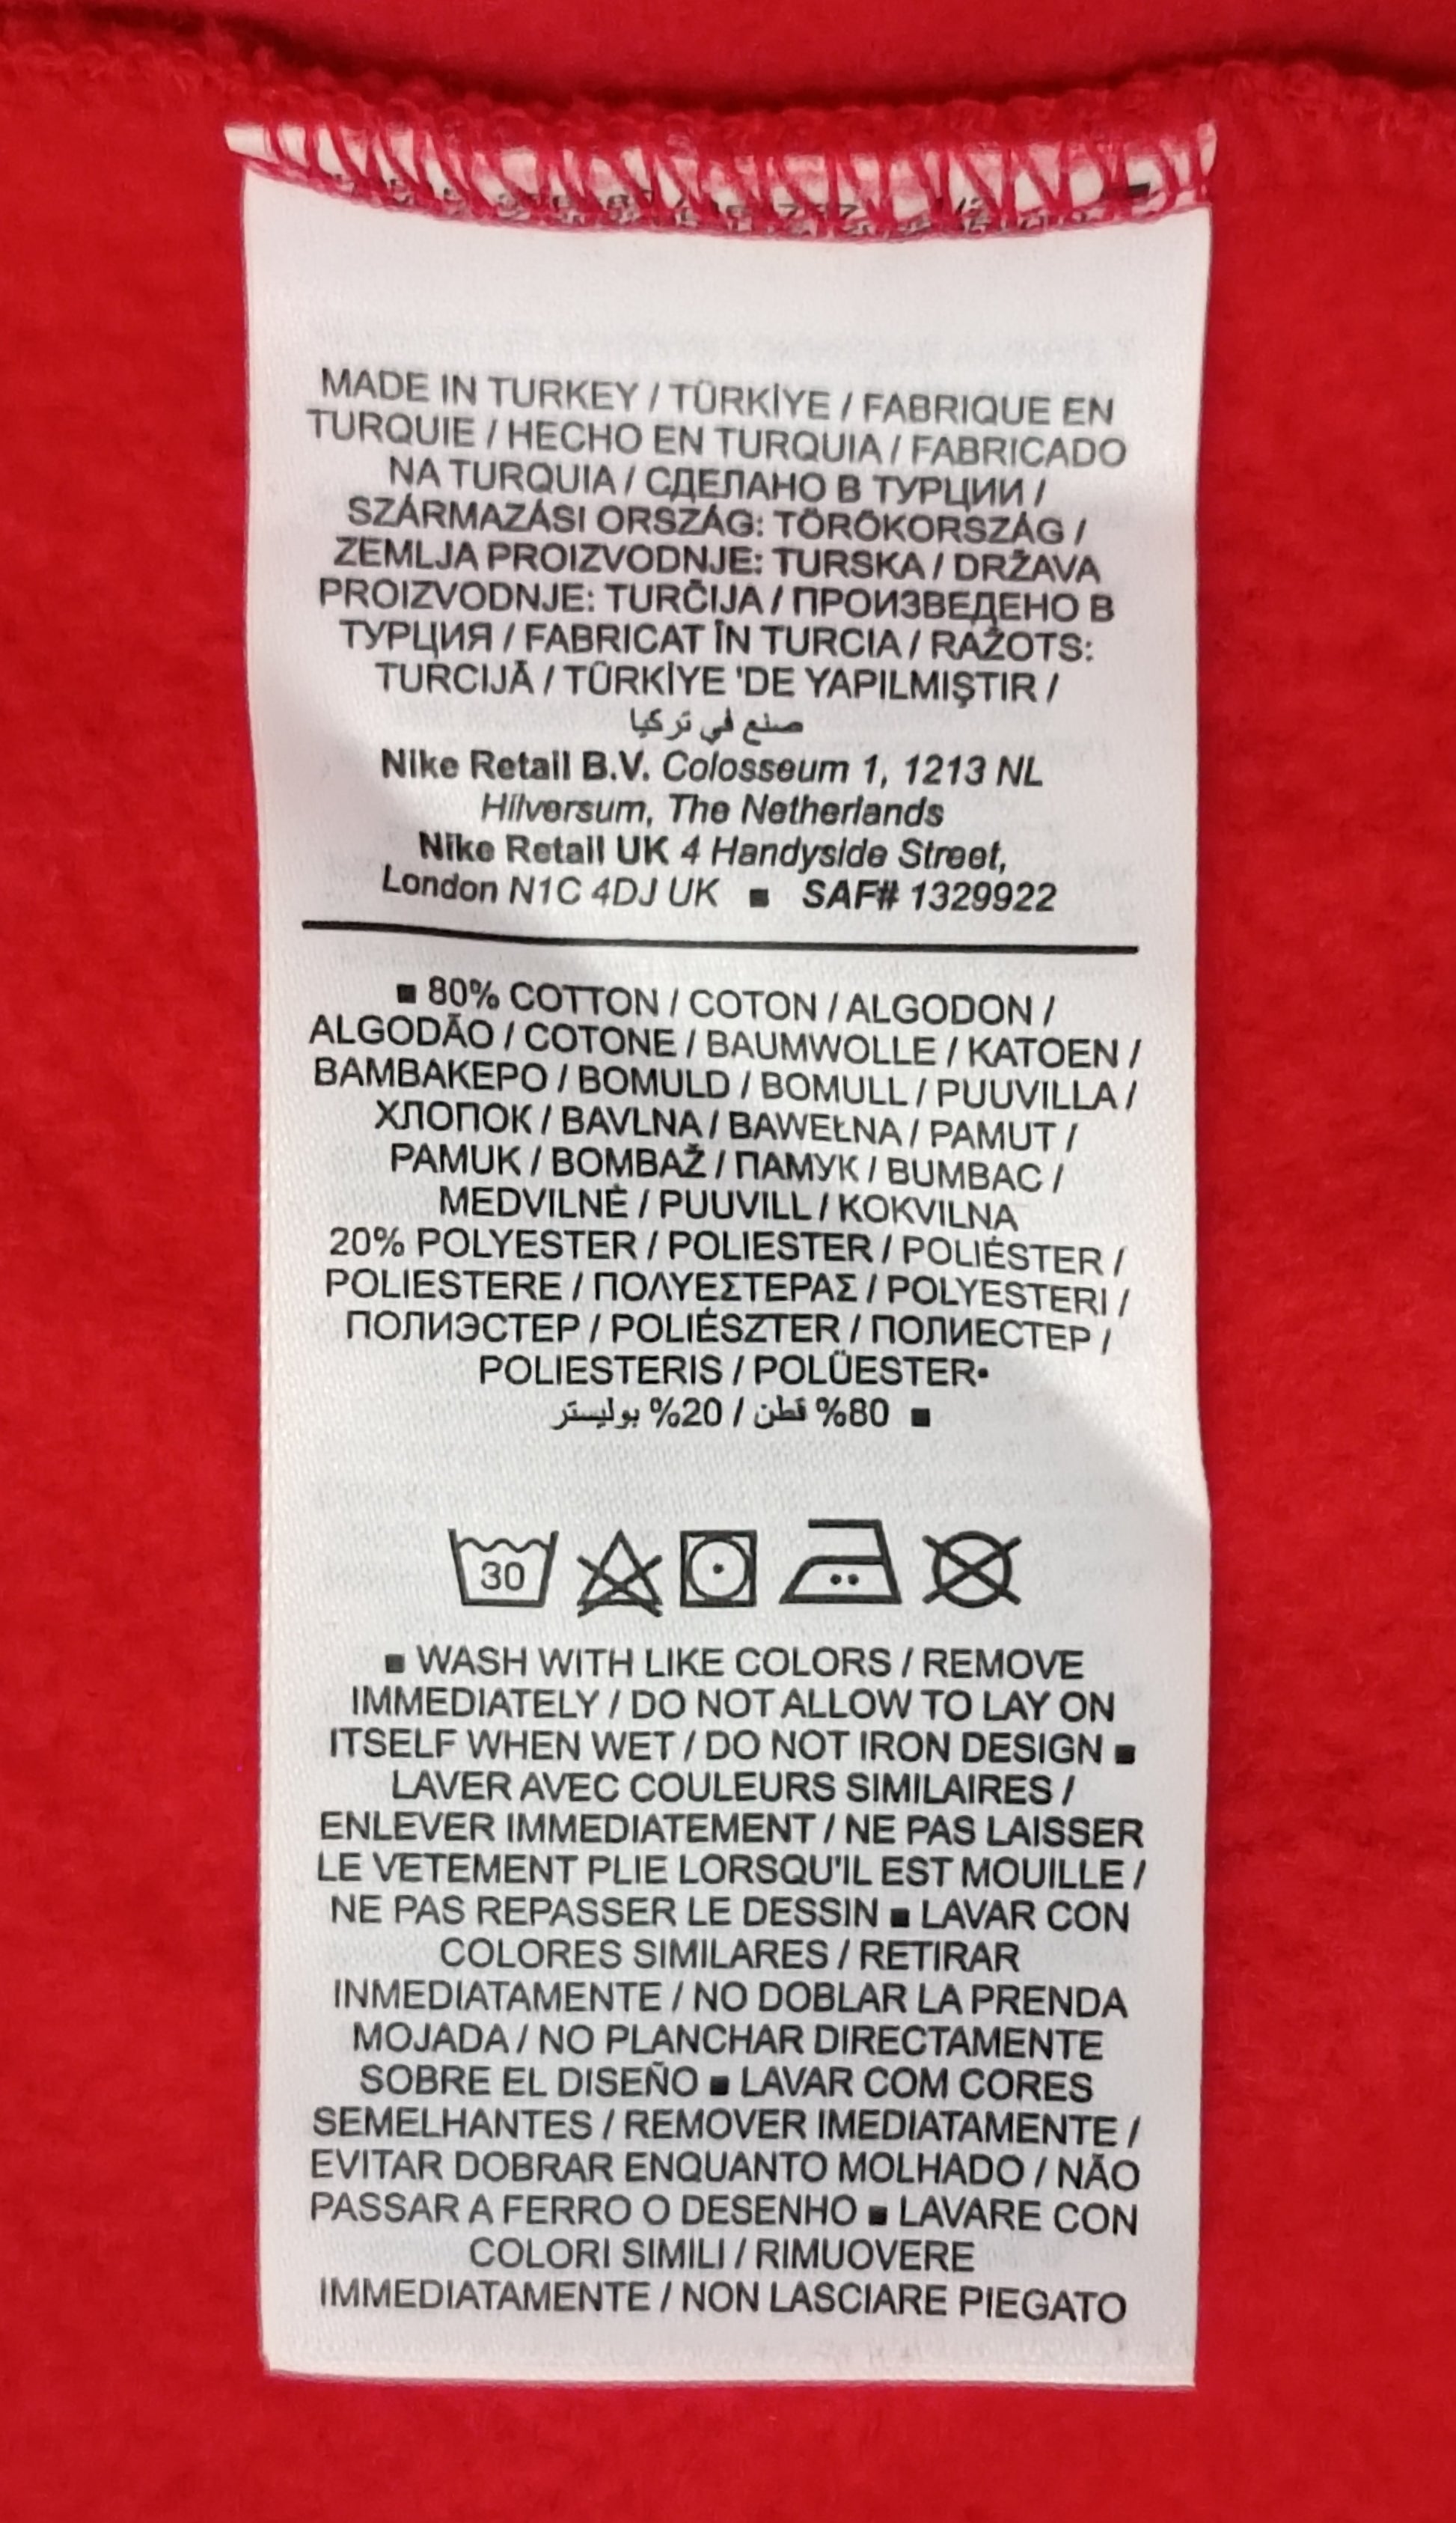 MADE IN TURKEY / TÜRKİYE / FABRIQUE EN
TURQUIE / HECHO EN TURQUIA / FABRICADO
NA TURQUIA / СДЕЛАНО В ТУРЦИИ /
SZÁRMAZÁSI ORSZÁG: TÖRÖKORSZÁG /
ZEMLJA PROIZVODNJE: TURSKA / DRŽAVA
PROIZVODNJE: TURČIJA / ПРОИЗВЕДЕНО В
ТУРЦИЯ / FABRICAT ÎN TURCIA / RAŽOTS:
TURCIJĀ / TÜRKİYE 'DE YAPILMIŞTIR /
صنع في تركيا
Nike Retail B.V. Colosseum 1, 1213 NL
Hilversum, The Netherlands
Nike Retail UK 4 Handyside Street,
London N1C 4DJ UK ■ SAF# 1329922
■ 80% COTTON / COTON / ALGODON /
ALGODÃO / COTONE / BAUMWOLLE / KATOEN /
ΒΑΜΒΑΚΕΡΟ / BOMULD / BOMULL / PUUVILLA /
ХЛОПОК / BAVLNA / BAWEŁNA / PAMUT /
PAMUK / BOMBAŽ / ПАМУК / BUMBAC /
MEDVILNĖ / PUUVILL / KOKVILNA
20% POLYESTER / POLIESTER / POLIÉSTER /
POLIESTERE / ΠΟΛΥΕΣΤΕΡΑΣ / POLYESTERI /
ПОЛИЭСТЕР / POLIÉSZTER / ПОЛИЕСТЕР /
POLIESTERIS / POLÜESTER•
■ 80% قطن / 20% بوليستر
30
■ WASH WITH LIKE COLORS / REMOVE
IMMEDIATELY / DO NOT ALLOW TO LAY ON
ITSELF WHEN WET / DO NOT IRON DESIGN ■
LAVER AVEC COULEURS SIMILAIRES /
ENLEVER IMMEDIATEMENT / NE PAS LAISSER
LE VETEMENT PLIE LORSQU'IL EST MOUILLE /
NE PAS REPASSER LE DESSIN ■ LAVAR CON
COLORES SIMILARES / RETIRAR
INMEDIATAMENTE / NO DOBLAR LA PRENDA
MOJADA / NO PLANCHAR DIRECTAMENTE
SOBRE EL DISEÑO ■ LAVAR COM CORES
SEMELHANTES / REMOVER IMEDIATAMENTE /
EVITAR DOBRAR ENQUANTO MOLHADO / NÃO
PASSAR A FERRO O DESENHO ■ LAVARE CON
COLORI SIMILI / RIMUOVERE
IMMEDIATAMENTE / NON LASCIARE PIEGATO